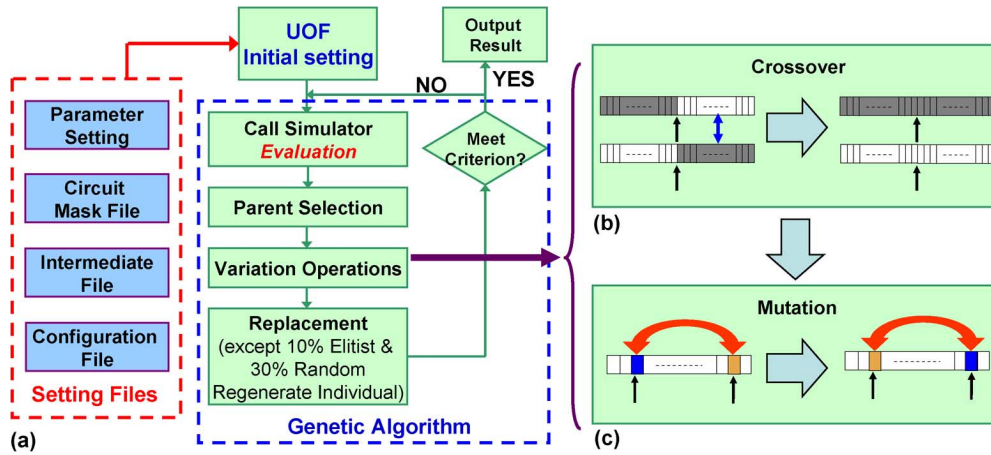 UOF
Initial setting
Output
Result
NO
YES
Parameter
Setting
Circuit
Mask File
Intermediate
File
Configuration
File
Setting Files
(a)
Call Simulator
Evaluation
Meet
Criterion?
Parent Selection
Variation Operations
Replacement
(except 10% Elitist &
30% Random
Regenerate Individual)
Genetic Algorithm
Crossover
(b)
Mutation
(c)